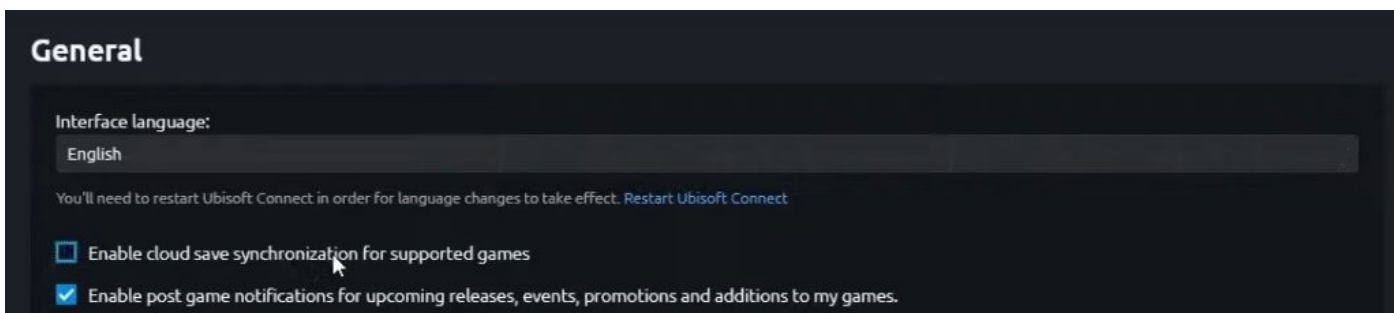 General
Interface language:
English
You'll need to restart Ubisoft Connect in order for language changes to take effect. Restart Ubisoft Connect
Enable cloud save synchronization for supported games
Enable post game notifications for upcoming releases, events, promotions and additions to my games.